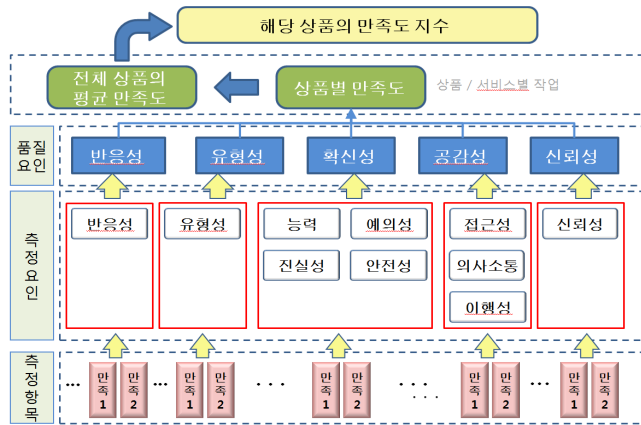 해당 상품의 만족도 지수
전체 상품의
평균 만족도
상품별 만족도
상품 / 서비스별 작업
품질
요인
반응성
유형성
확신성
공감성
신뢰성
측정요인
반응성
유형성
능력
예의성
접근성
신뢰성
진실성
안전성
의사소통
이행성
측정항목
... 만족1 만족2 ... 만족1 만족2 ... 만족1 만족2 ... 만족1 만족2 ... 만족1 만족2